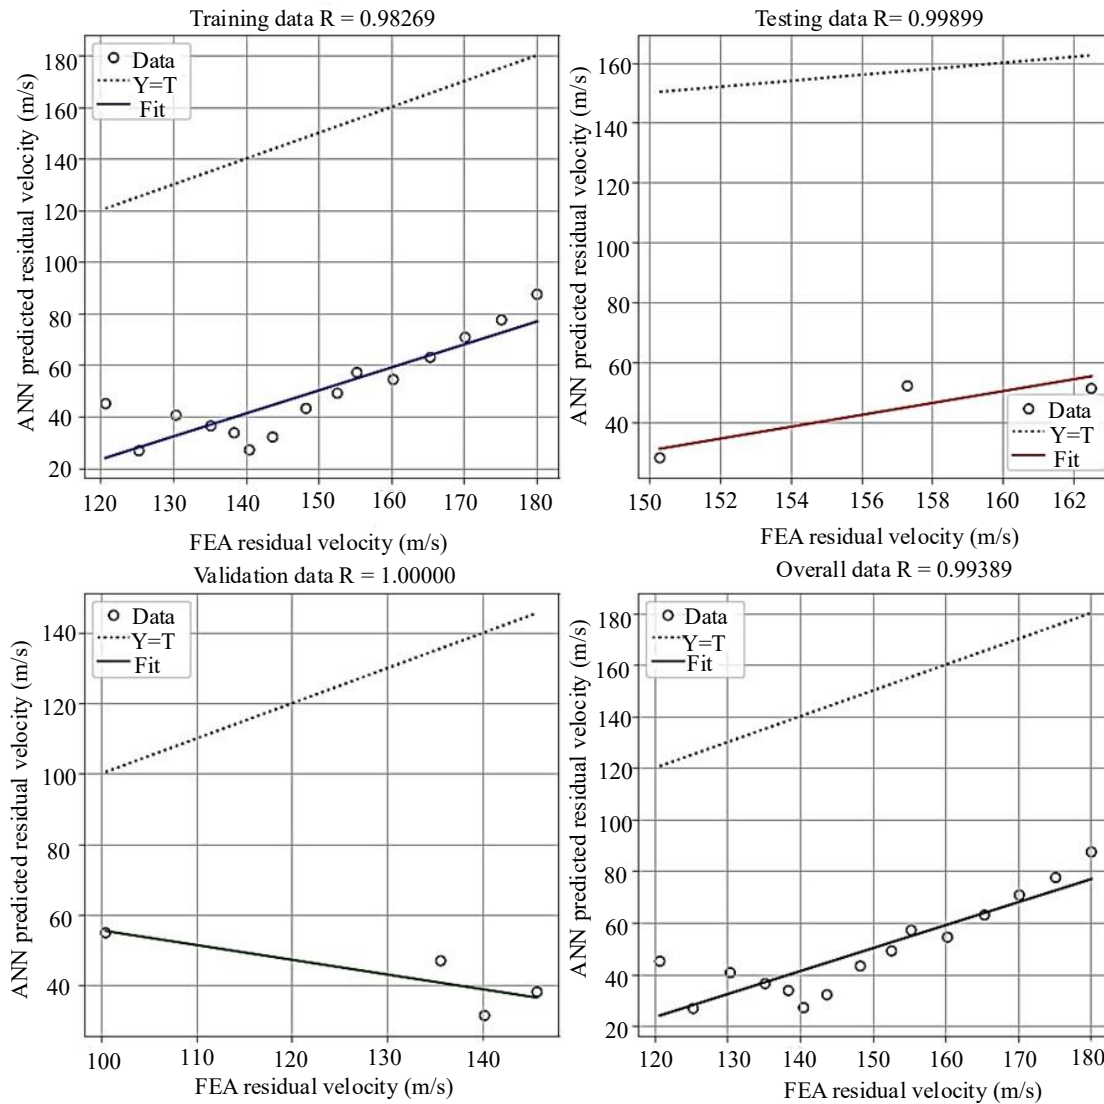 Training data R = 0.98269
ANN predicted residual velocity (m/s)
180
160
140
120
100
80
60
40
20
Data
Y=T
Fit
120 130 140 150 160 170 180
FEA residual velocity (m/s)
Testing data R= 0.99899
ANN predicted residual velocity (m/s)
160
140
120
100
80
60
40
Data
Y=T
Fit
150 152 154 156 158 160 162
FEA residual velocity (m/s)
Validation data R = 1.00000
ANN predicted residual velocity (m/s)
140
120
100
80
60
40
Data
Y=T
Fit
100 110 120 130 140
FEA residual velocity (m/s)
Overall data R = 0.99389
ANN predicted residual velocity (m/s)
180
160
140
120
100
80
60
40
20
Data
Y=T
Fit
120 130 140 150 160 170 180
FEA residual velocity (m/s)